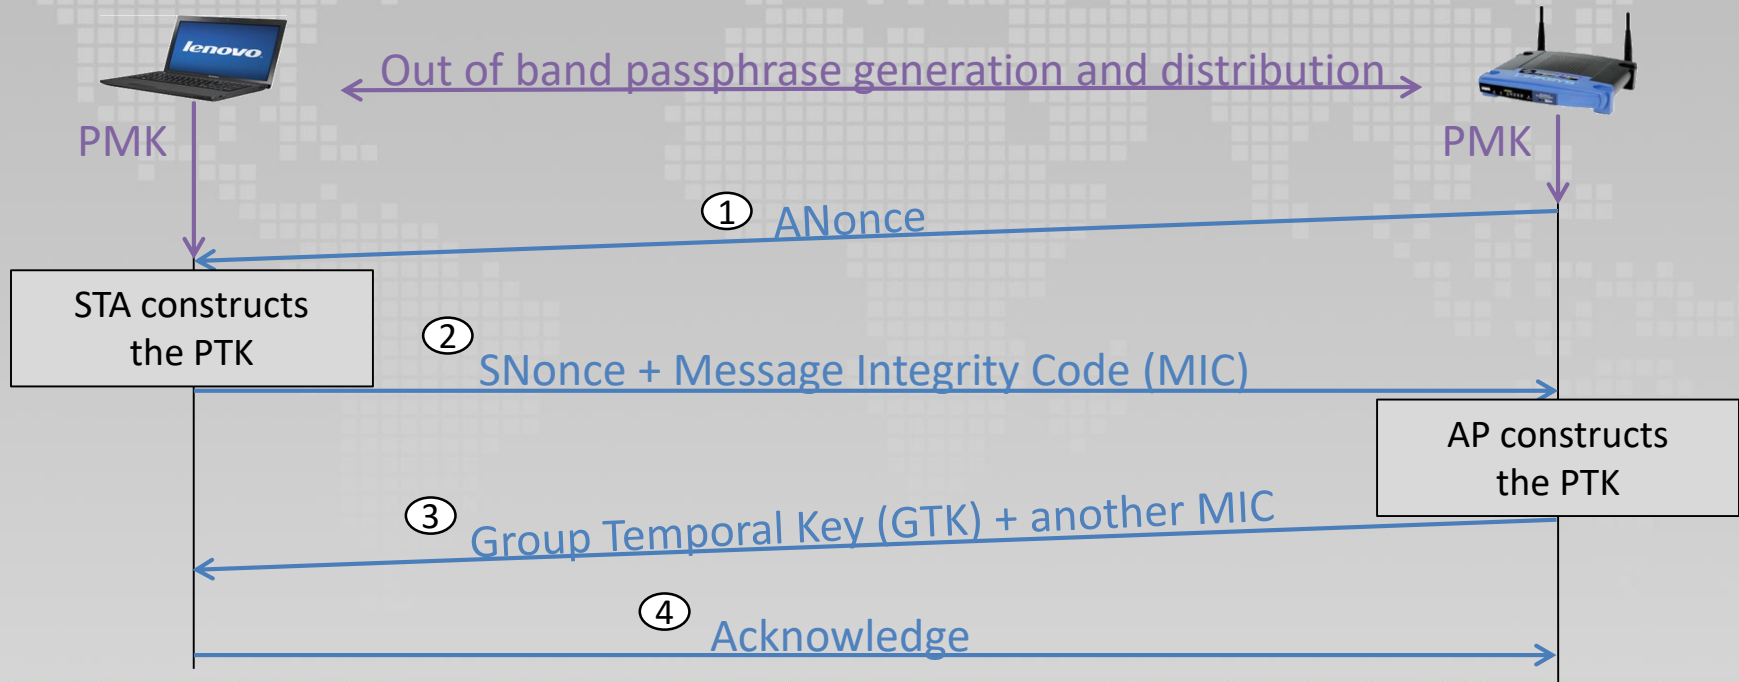 lenovo
Out of band passphrase generation and distribution
PMK
PMK
1 ANonce
STA constructs
the PTK
2 SNonce + Message Integrity Code (MIC)
AP constructs
the PTK
3 Group Temporal Key (GTK) + another MIC
4 Acknowledge